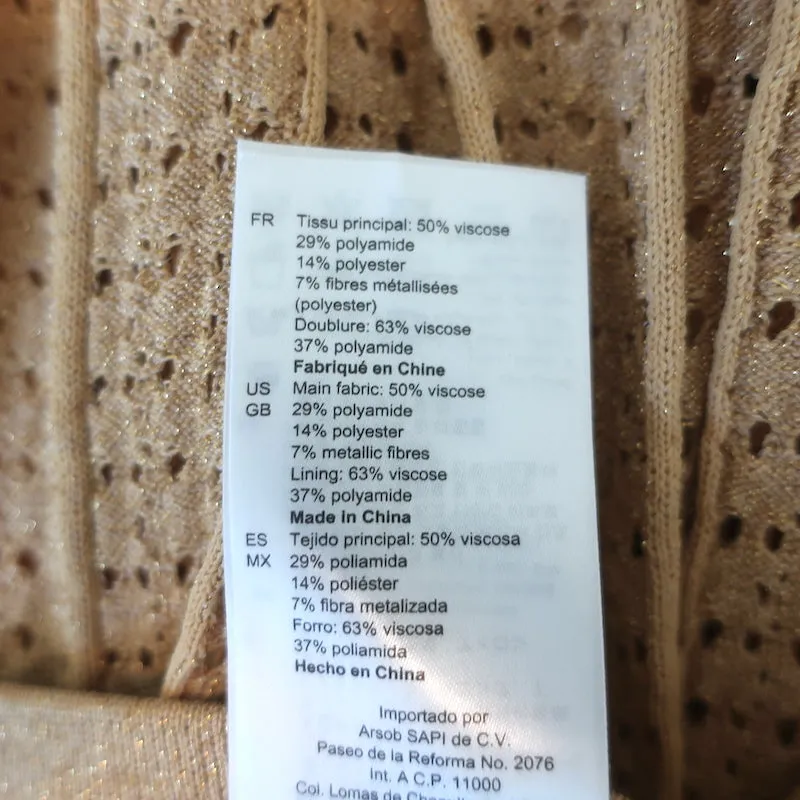 FR Tissu principal: 50% viscose
29% polyamide
14% polyester
7% fibres métallisées
(polyester)
Doublure: 63% viscose
37% polyamide
Fabriqué en Chine
US Main fabric: 50% viscose
GB 29% polyamide
14% polyester
7% metallic fibres
Lining: 63% viscose
37% polyamide
Made in China
ES Tejido principal: 50% viscosa
MX 29% poliamida
14% poliéster
7% fibra metalizada
Forro: 63% viscosa
37% poliamida
Hecho en China
Importado por
Arsob SAPI de C.V.
Paseo de la Reforma No. 2076
Int. A C.P. 11000
Col. Lomas de